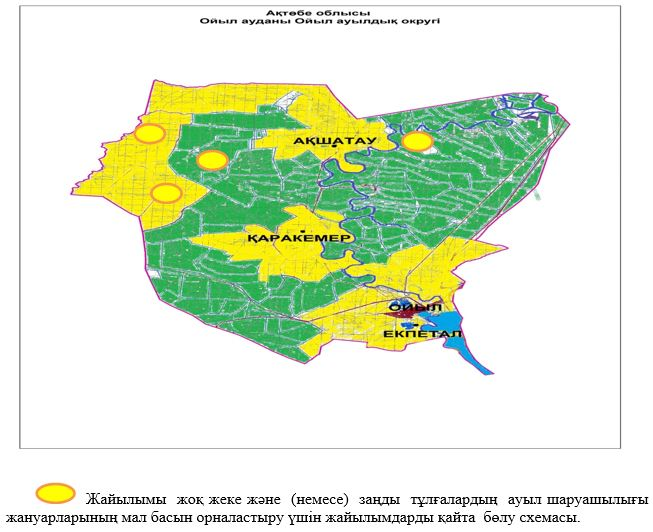 Ақтөбе облысы
Ойыл ауданы Ойыл ауылдық округі
АҚШАТАУ
ҚАРАКЕМЕР
ОЙЫЛ
ЕКПЕТАЛ
Жайылымы жоқ жеке және (немесе) заңды тұлғалардың ауыл шаруашылығы
жануарларының мал басын орналастыру үшін жайылымдарды қайта бөлу схемасы.